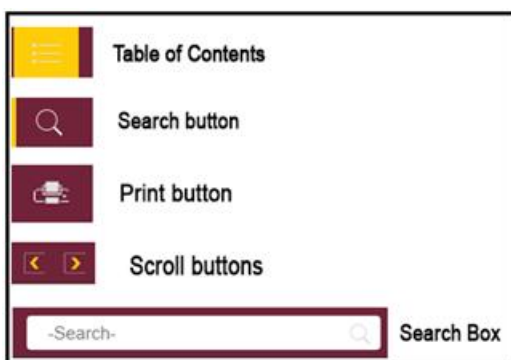 Table of Contents
Search button
Print button
Scroll buttons
-Search- Search Box